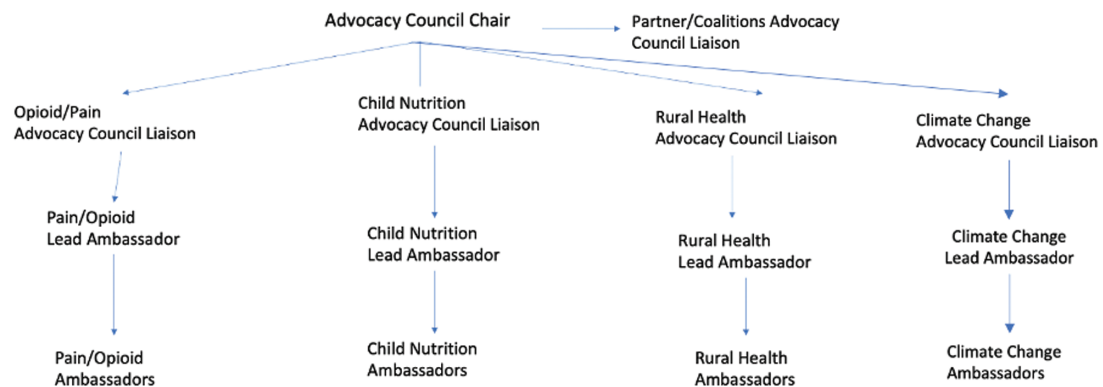 Advocacy Council Chair
Partner/Coalitions Advocacy
Council Liaison
Opioid/Pain
Advocacy Council Liaison
Child Nutrition
Advocacy Council Liaison
Rural Health
Advocacy Council Liaison
Climate Change
Advocacy Council Liaison
Pain/Opioid
Lead Ambassador
Child Nutrition
Lead Ambassador
Rural Health
Lead Ambassador
Climate Change
Lead Ambassador
Pain/Opioid
Ambassadors
Child Nutrition
Ambassadors
Rural Health
Ambassadors
Climate Change
Ambassadors